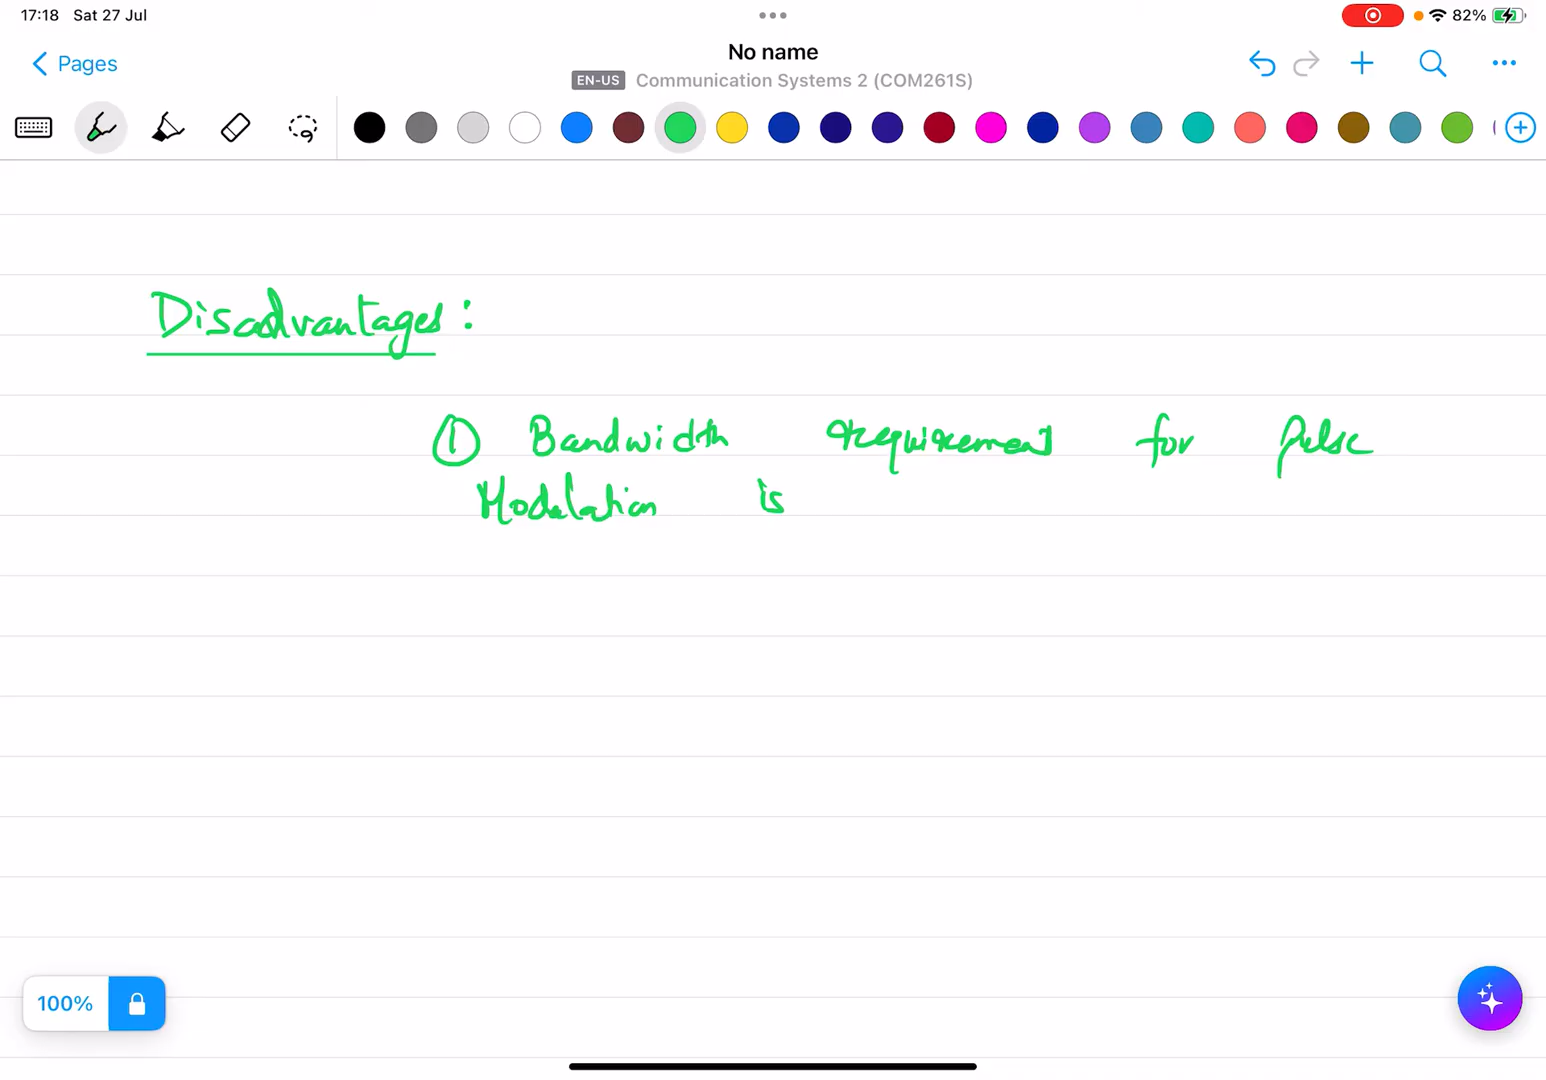 17:18 Sat 27 Jul
82%
Pages
No name
EN-US Communication Systems 2 (COM261S)
Disadvantages:
① Bandwidth requirement for pulse
Modulation is
100%